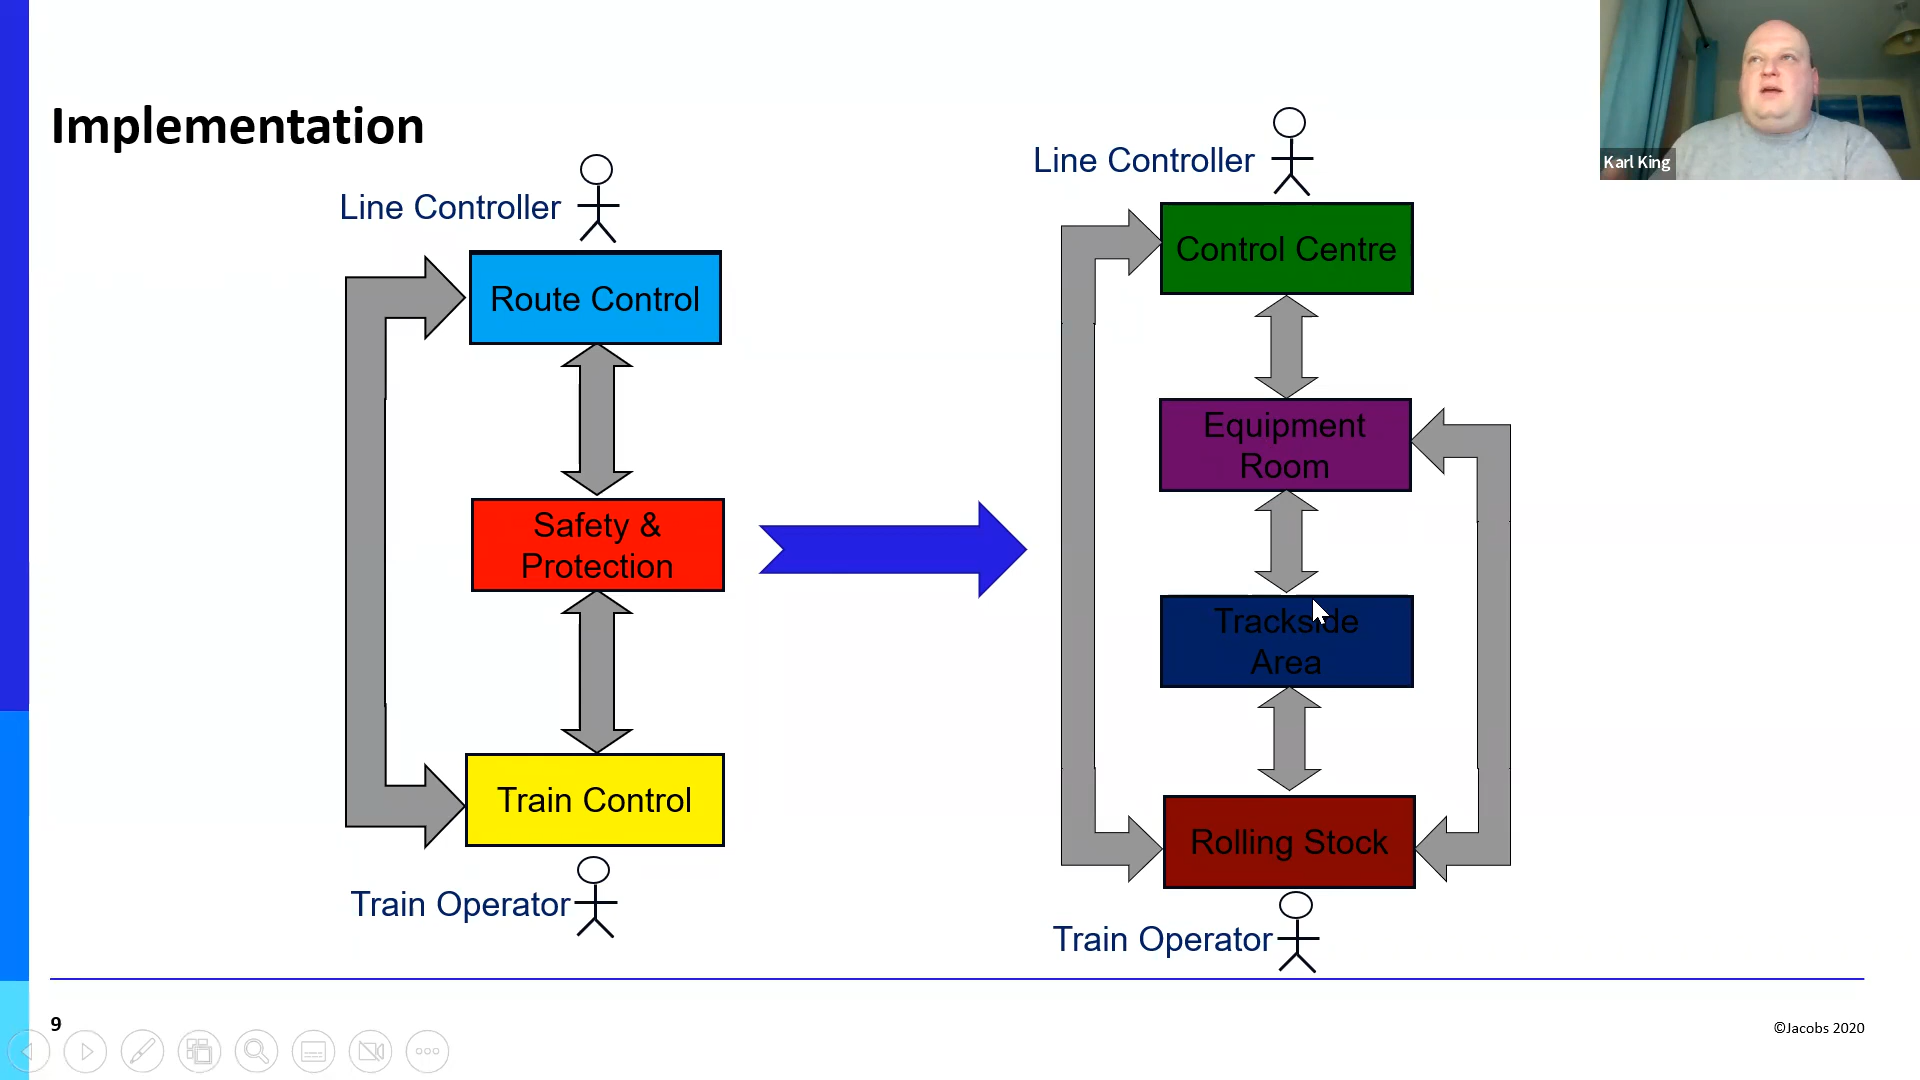 Implementation
Line Controller
Route Control
Safety &
Protection
Train Control
Train Operator
Line Controller
Control Centre
Equipment
Room
Trackside
Area
Rolling Stock
Train Operator
Karl King
9
©Jacobs 2020